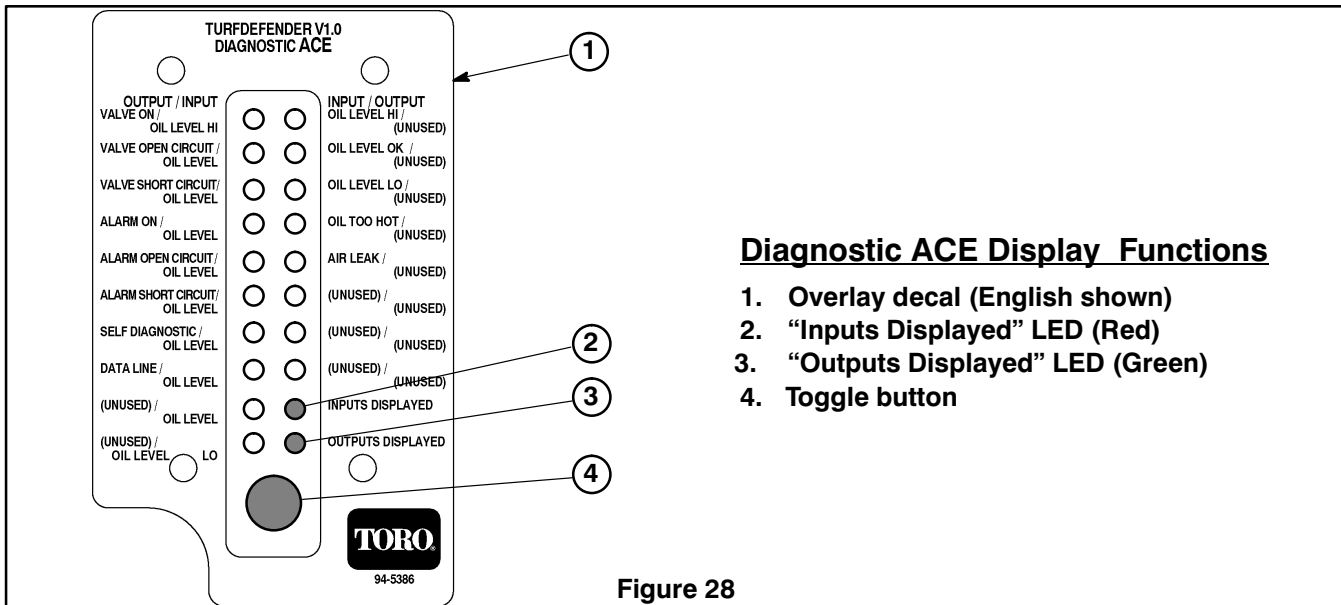 TURFDEFENDER V1.0
DIAGNOSTIC ACE
1
OUTPUT / INPUT
INPUT / OUTPUT
VALVE ON /
OIL LEVEL HI
OIL LEVEL HI /
(UNUSED)
VALVE OPEN CIRCUIT /
OIL LEVEL
OIL LEVEL OK /
(UNUSED)
VALVE SHORT CIRCUIT/
OIL LEVEL
OIL LEVEL LO /
(UNUSED)
ALARM ON /
OIL LEVEL
OIL TOO HOT /
(UNUSED)
ALARM OPEN CIRCUIT /
OIL LEVEL
AIR LEAK /
(UNUSED)
ALARM SHORT CIRCUIT/
OIL LEVEL
(UNUSED) /
(UNUSED)
SELF DIAGNOSTIC /
OIL LEVEL
(UNUSED) /
(UNUSED)
DATA LINE /
OIL LEVEL
(UNUSED) /
(UNUSED)
(UNUSED) /
OIL LEVEL
INPUTS DISPLAYED
(UNUSED) /
OIL LEVEL LO
OUTPUTS DISPLAYED
2
3
4
TORO®
94-5386
Diagnostic ACE Display Functions
1. Overlay decal (English shown)
2. “Inputs Displayed” LED (Red)
3. “Outputs Displayed” LED (Green)
4. Toggle button
Figure 28